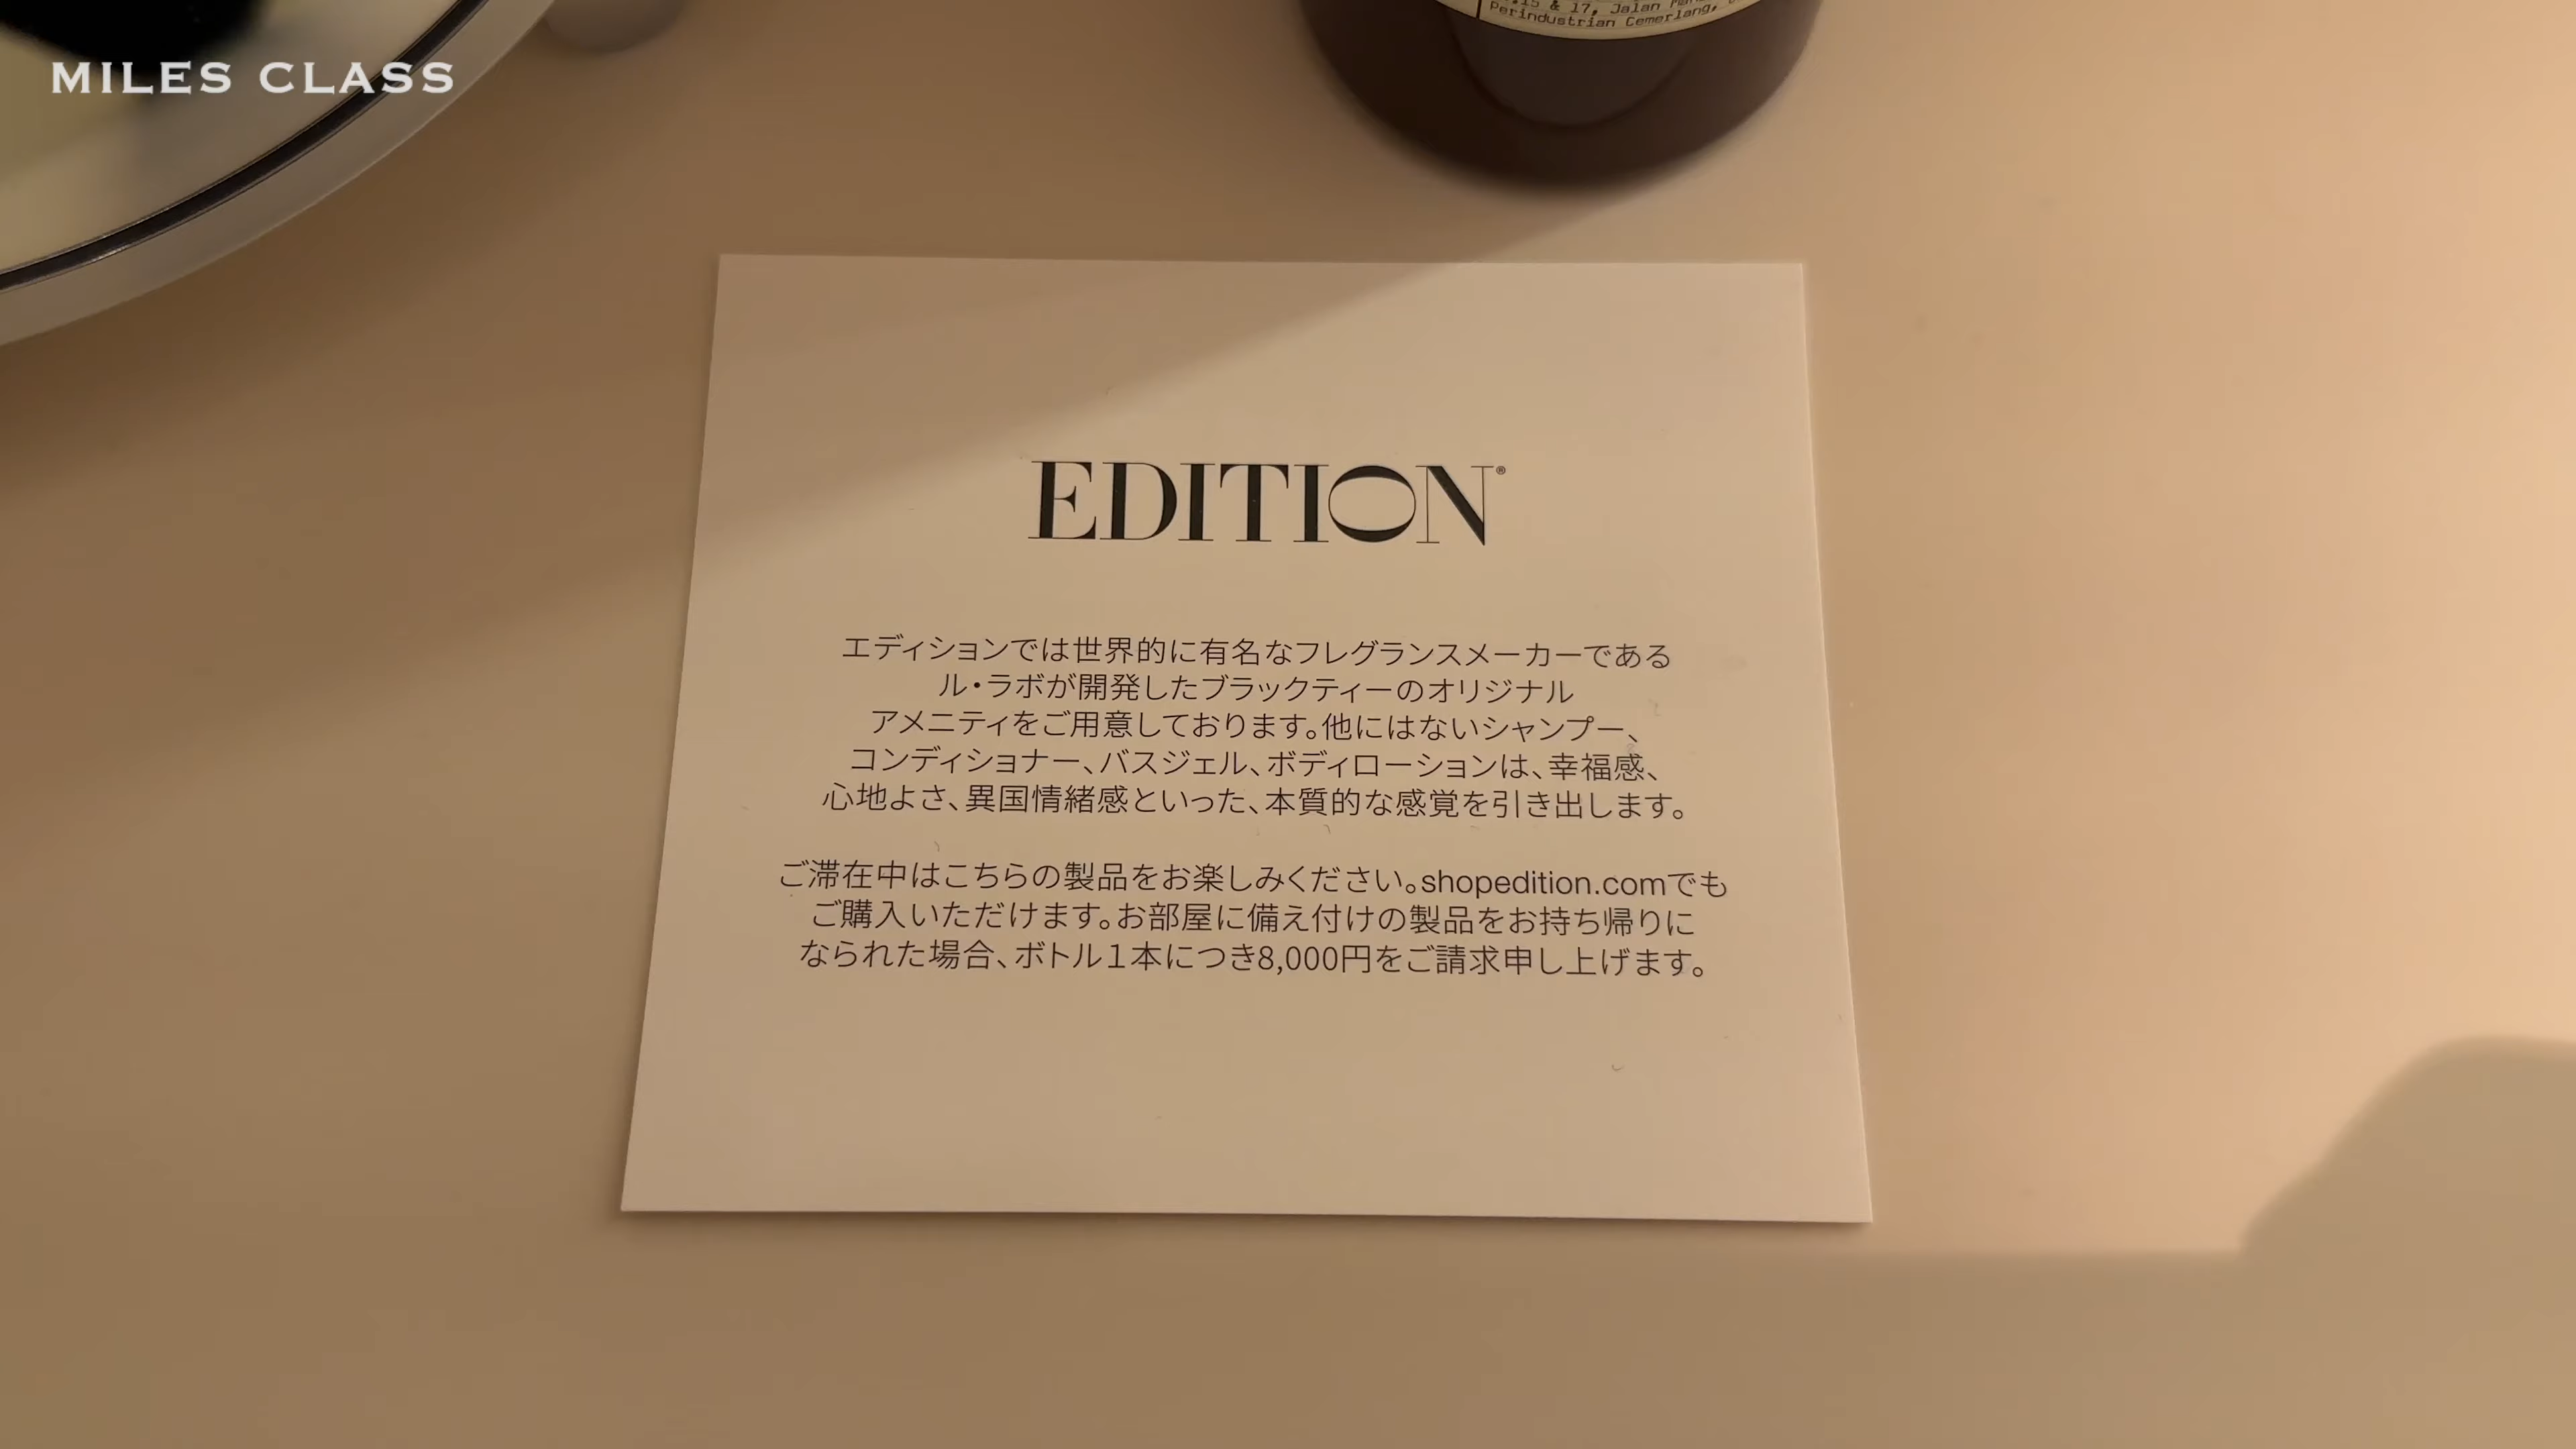 MILES CLASS
& 17, Jalan
Perindustrian Cemerlang,
EDITION®
エディションでは世界的に有名なフレグランスメーカーである
ル・ラボが開発したブラックティーのオリジナル
アメニティをご用意しております。他にはないシャンプー、
コンディショナー、バスジェル、ボディローションは、幸福感、
心地よさ、異国情緒感といった、本質的な感覚を引き出します。
ご滞在中はこちらの製品をお楽しみください。shopedition.comでも
ご購入いただけます。お部屋に備え付けの製品をお持ち帰りに
なられた場合、ボトル１本につき8,000円をご請求申し上げます。